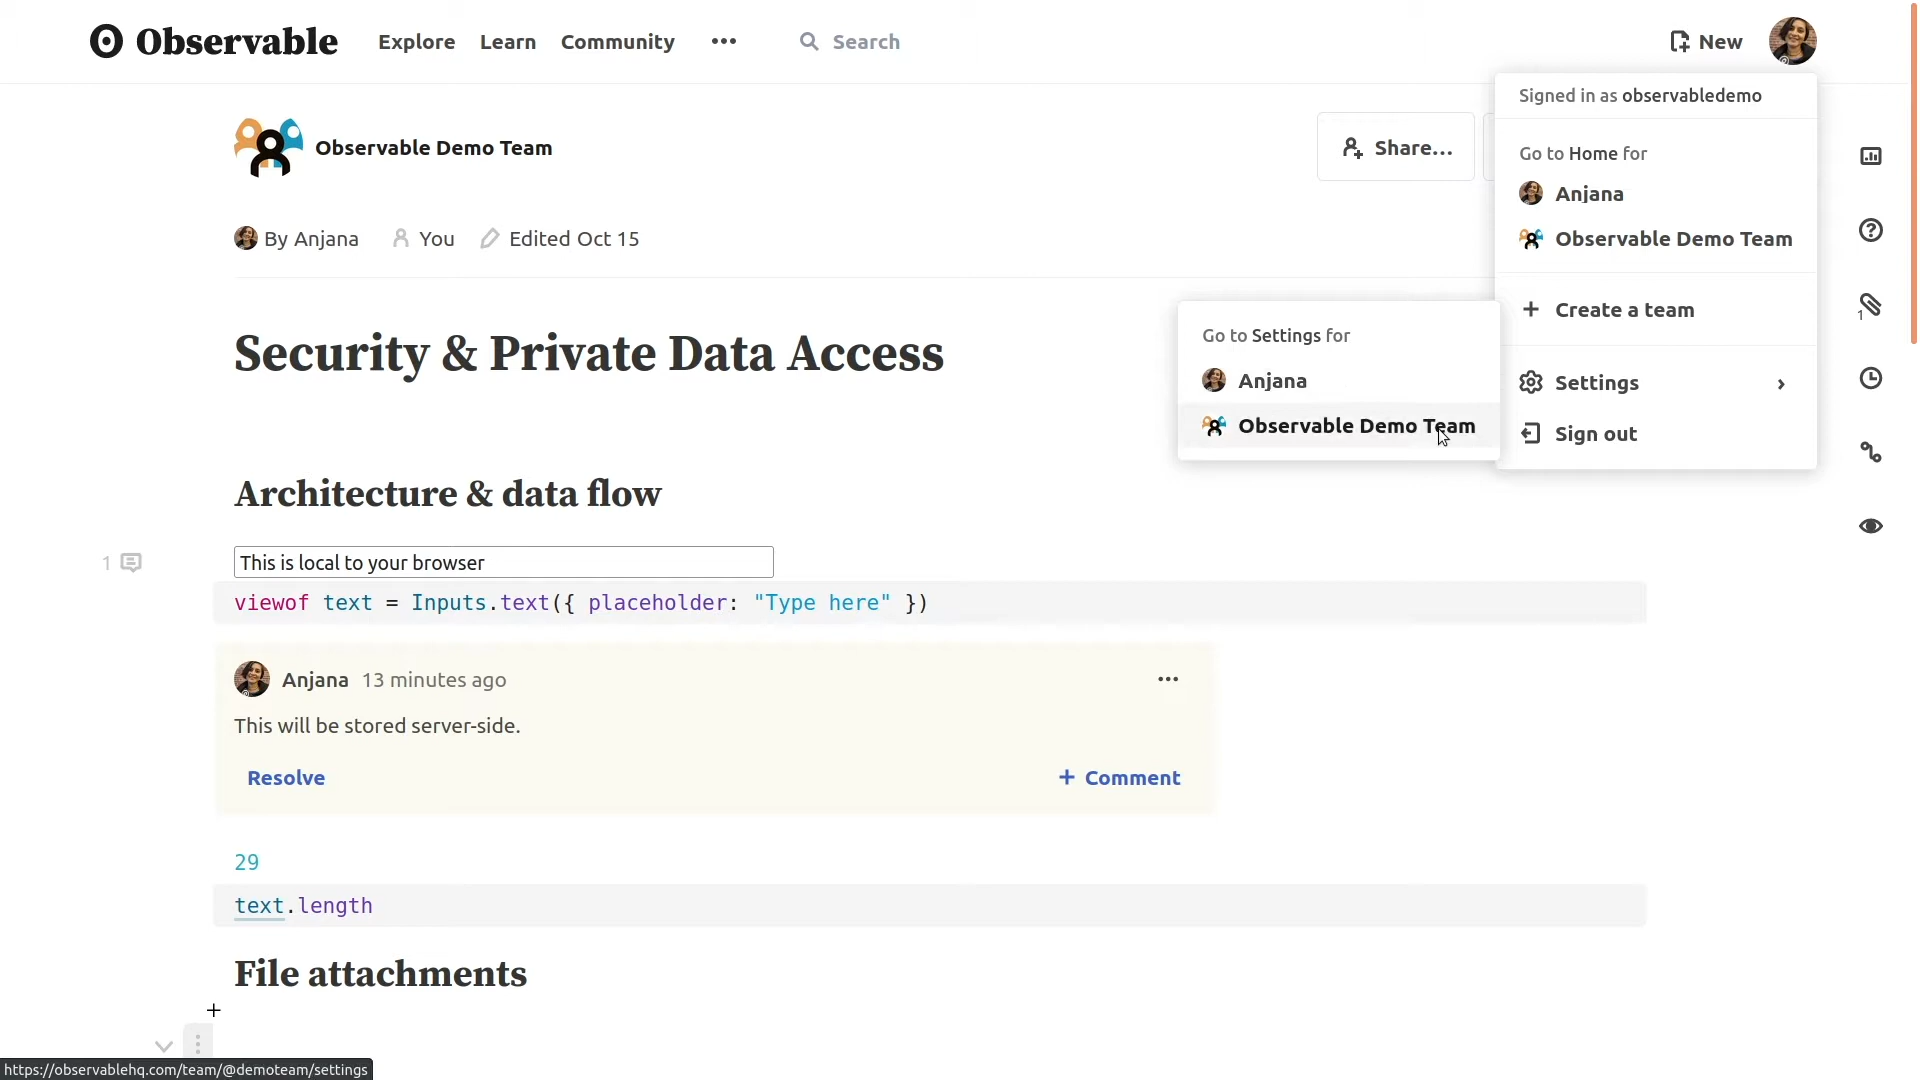 Observable
Explore
Learn
Community
•••
Search
New
Signed in as observabledemo
Go to Home for
Anjana
Observable Demo Team
+ Create a team
Settings ›
Sign out
Observable Demo Team
Share…
By Anjana
You
Edited Oct 15
Go to Settings for
Anjana
Observable Demo Team
1
Security & Private Data Access
Architecture & data flow
1
This is local to your browser
viewof text = Inputs.text({ placeholder: "Type here" })
Anjana 13 minutes ago
•••
This will be stored server-side.
Resolve
+ Comment
29
text.length
File attachments
+
https://observablehq.com/team/@demoteam/settings